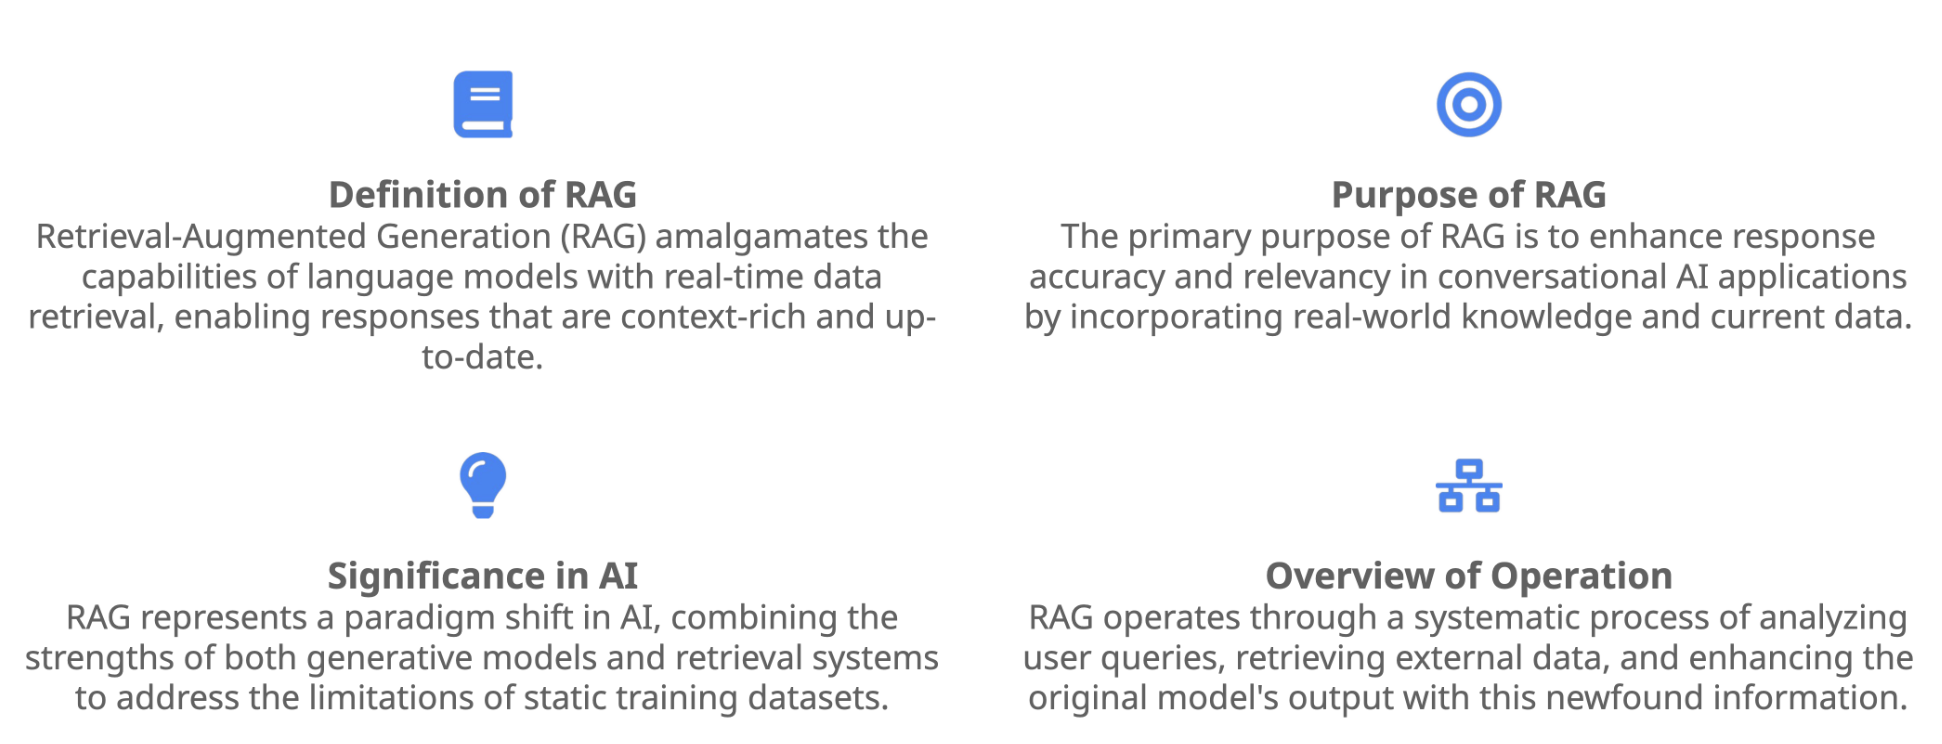 Definition of RAG
Retrieval-Augmented Generation (RAG) amalgamates the
capabilities of language models with real-time data
retrieval, enabling responses that are context-rich and up-
to-date.
Purpose of RAG
The primary purpose of RAG is to enhance response
accuracy and relevancy in conversational AI applications
by incorporating real-world knowledge and current data.
Significance in AI
RAG represents a paradigm shift in AI, combining the
strengths of both generative models and retrieval systems
to address the limitations of static training datasets.
Overview of Operation
RAG operates through a systematic process of analyzing
user queries, retrieving external data, and enhancing the
original model's output with this newfound information.